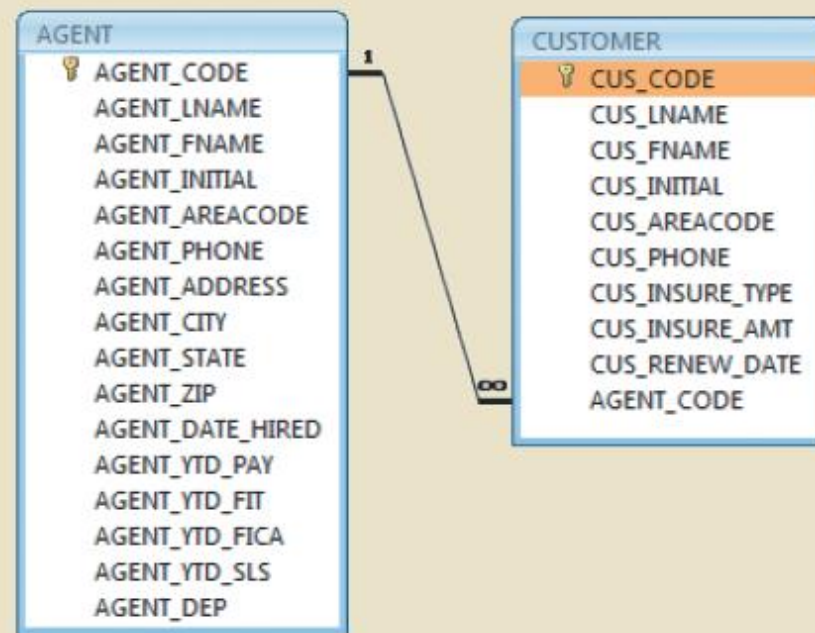 AGENT
AGENT_CODE
AGENT_LNAME
AGENT_FNAME
AGENT_INITIAL
AGENT_AREACODE
AGENT_PHONE
AGENT_ADDRESS
AGENT_CITY
AGENT_STATE
AGENT_ZIP
AGENT_DATE_HIRED
AGENT_YTD_PAY
AGENT_YTD_FIT
AGENT_YTD_FICA
AGENT_YTD_SLS
AGENT_DEP
1
∞
CUSTOMER
CUS_CODE
CUS_LNAME
CUS_FNAME
CUS_INITIAL
CUS_AREACODE
CUS_PHONE
CUS_INSURE_TYPE
CUS_INSURE_AMT
CUS_RENEW_DATE
AGENT_CODE